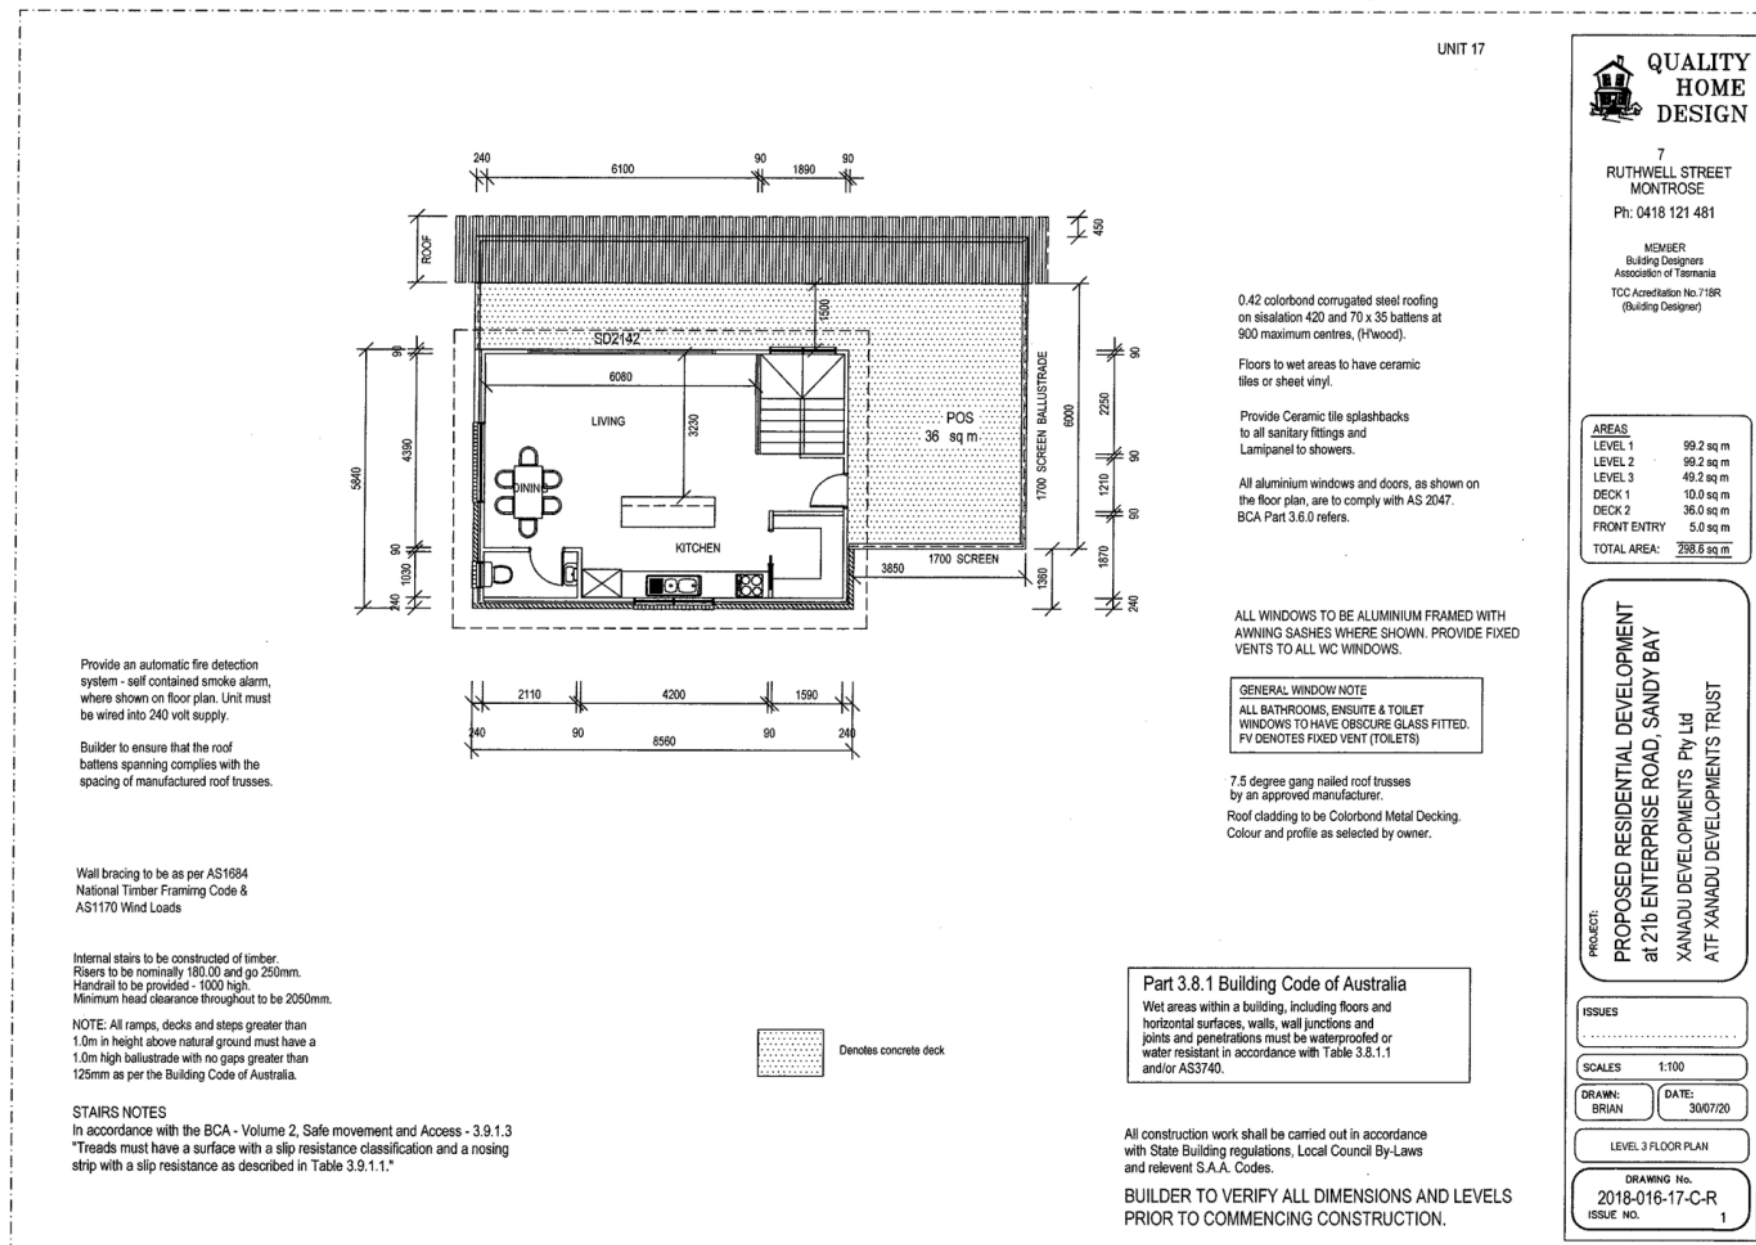 UNIT 17
QUALITY
HOME
DESIGN
7
RUTHWELL STREET
MONTROSE
Ph: 0418 121 481
MEMBER
Building Designers
Association of Tasmania
TCC Acreditation No.718R
(Building Designer)
AREAS
LEVEL 1 99.2 sq m
LEVEL 2 99.2 sq m
LEVEL 3 49.2 sq m
DECK 1 10.0 sq m
DECK 2 36.0 sq m
FRONT ENTRY 5.0 sq m
TOTAL AREA: 298.6 sq m
PROJECT:
PROPOSED RESIDENTIAL DEVELOPMENT
at 21b ENTERPRISE ROAD, SANDY BAY
XANADU DEVELOPMENTS Pty Ltd
ATF XANADU DEVELOPMENTS TRUST
ISSUES
SCALES 1:100
DRAWN:
BRIAN
DATE:
30/07/20
LEVEL 3 FLOOR PLAN
DRAWING No.
2018-016-17-C-R
ISSUE NO. 1
240 6100 90 1890 90
ROOF
450
1500
SD2142
6080
LIVING
3230
DINING
KITCHEN
POS
36 sq m
1700 SCREEN BALLUSTRADE
6000
1700 SCREEN
3850
1360
90
2250
90
1210
90
1870
240
90
4390
5840
90
1030
240
2110 4200 1590
240 90 90 240
8560
0.42 colorbond corrugated steel roofing
on sisalation 420 and 70 x 35 battens at
900 maximum centres, (H'wood).
Floors to wet areas to have ceramic
tiles or sheet vinyl.
Provide Ceramic tile splashbacks
to all sanitary fittings and
Lamipanel to showers.
All aluminium windows and doors, as shown on
the floor plan, are to comply with AS 2047.
BCA Part 3.6.0 refers.
ALL WINDOWS TO BE ALUMINIUM FRAMED WITH
AWNING SASHES WHERE SHOWN. PROVIDE FIXED
VENTS TO ALL WC WINDOWS.
GENERAL WINDOW NOTE
ALL BATHROOMS, ENSUITE & TOILET
WINDOWS TO HAVE OBSCURE GLASS FITTED.
FV DENOTES FIXED VENT (TOILETS)
7.5 degree gang nailed roof trusses
by an approved manufacturer.
Roof cladding to be Colorbond Metal Decking.
Colour and profile as selected by owner.
Provide an automatic fire detection
system - self contained smoke alarm,
where shown on floor plan. Unit must
be wired into 240 volt supply.
Builder to ensure that the roof
battens spanning complies with the
spacing of manufactured roof trusses.
Wall bracing to be as per AS1684
National Timber Framimg Code &
AS1170 Wind Loads
Internal stairs to be constructed of timber.
Risers to be nominally 180.00 and go 250mm.
Handrail to be provided - 1000 high.
Minimum head clearance throughout to be 2050mm.
NOTE: All ramps, decks and steps greater than
1.0m in height above natural ground must have a
1.0m high ballustrade with no gaps greater than
125mm as per the Building Code of Australia.
STAIRS NOTES
In accordance with the BCA - Volume 2, Safe movement and Access - 3.9.1.3
"Treads must have a surface with a slip resistance classification and a nosing
strip with a slip resistance as described in Table 3.9.1.1."
Denotes concrete deck
Part 3.8.1 Building Code of Australia
Wet areas within a building, including floors and
horizontal surfaces, walls, wall junctions and
joints and penetrations must be waterproofed or
water resistant in accordance with Table 3.8.1.1
and/or AS3740.
All construction work shall be carried out in accordance
with State Building regulations, Local Council By-Laws
and relevent S.A.A. Codes.
BUILDER TO VERIFY ALL DIMENSIONS AND LEVELS
PRIOR TO COMMENCING CONSTRUCTION.